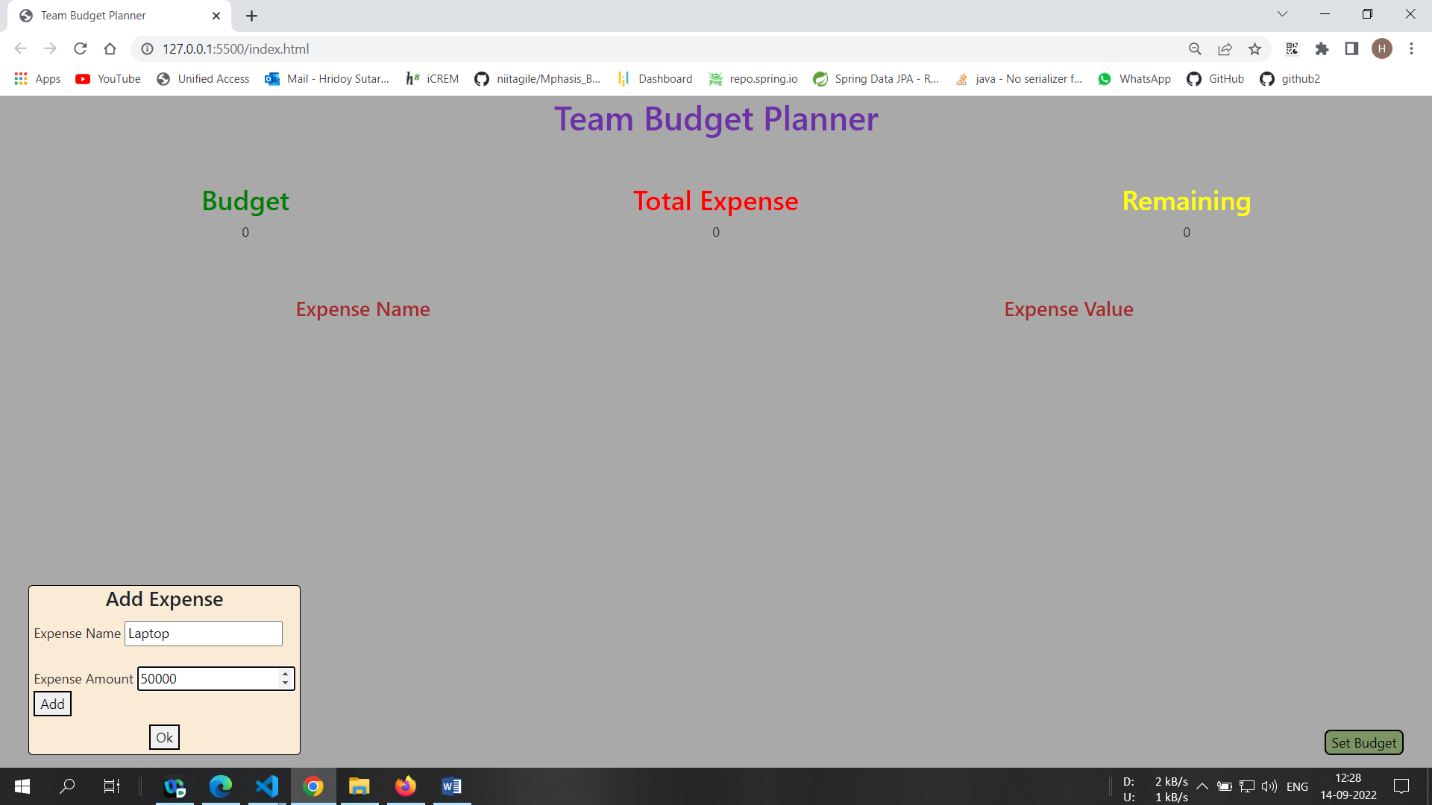 Team Budget Planner
127.0.0.1:5500/index.html
H
Apps YouTube Unified Access Mail - Hridoy Sutar... h8 iCREM niitagile/Mphasis_B... Dashboard repo.spring.io Spring Data JPA - R... java - No serializer f... WhatsApp GitHub github2
Team Budget Planner
Budget Total Expense Remaining
0 0 0
Expense Name Expense Value
Add Expense
Expense Name Laptop
Expense Amount 50000
Add
Ok
Set Budget
D: 2 kB/s
U: 1 kB/s
ENG
12:28
14-09-2022